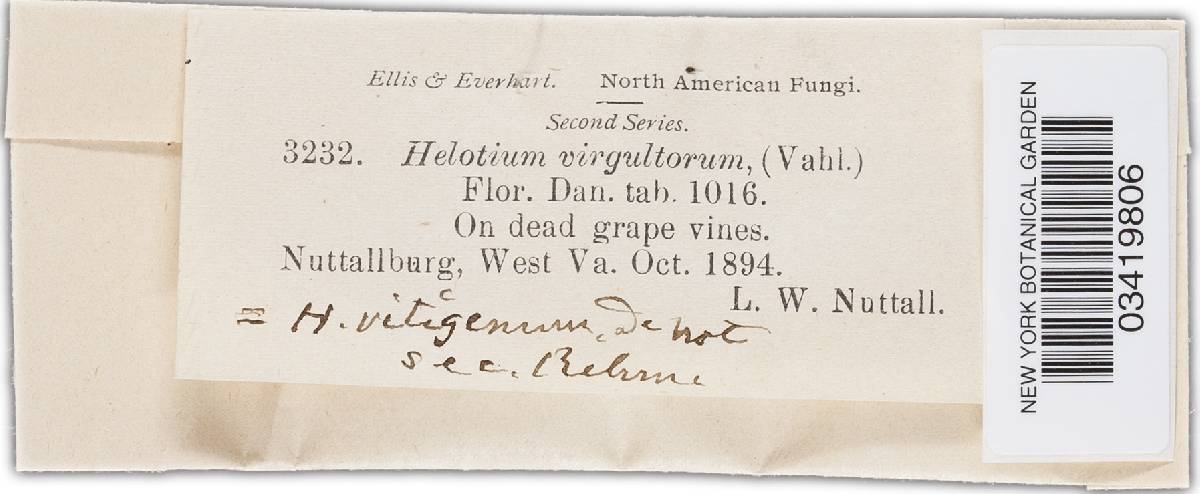 Ellis & Everhart. North American Fungi.
Second Series.
3232. Helotium virgultorum, (Vahl.)
Flor. Dan. tab. 1016.
On dead grape vines.
Nuttallburg, West Va. Oct. 1894.
L. W. Nuttall.
= H. vitigenum, De Not
sec. Rehm.
NEW YORK BOTANICAL GARDEN
03419806